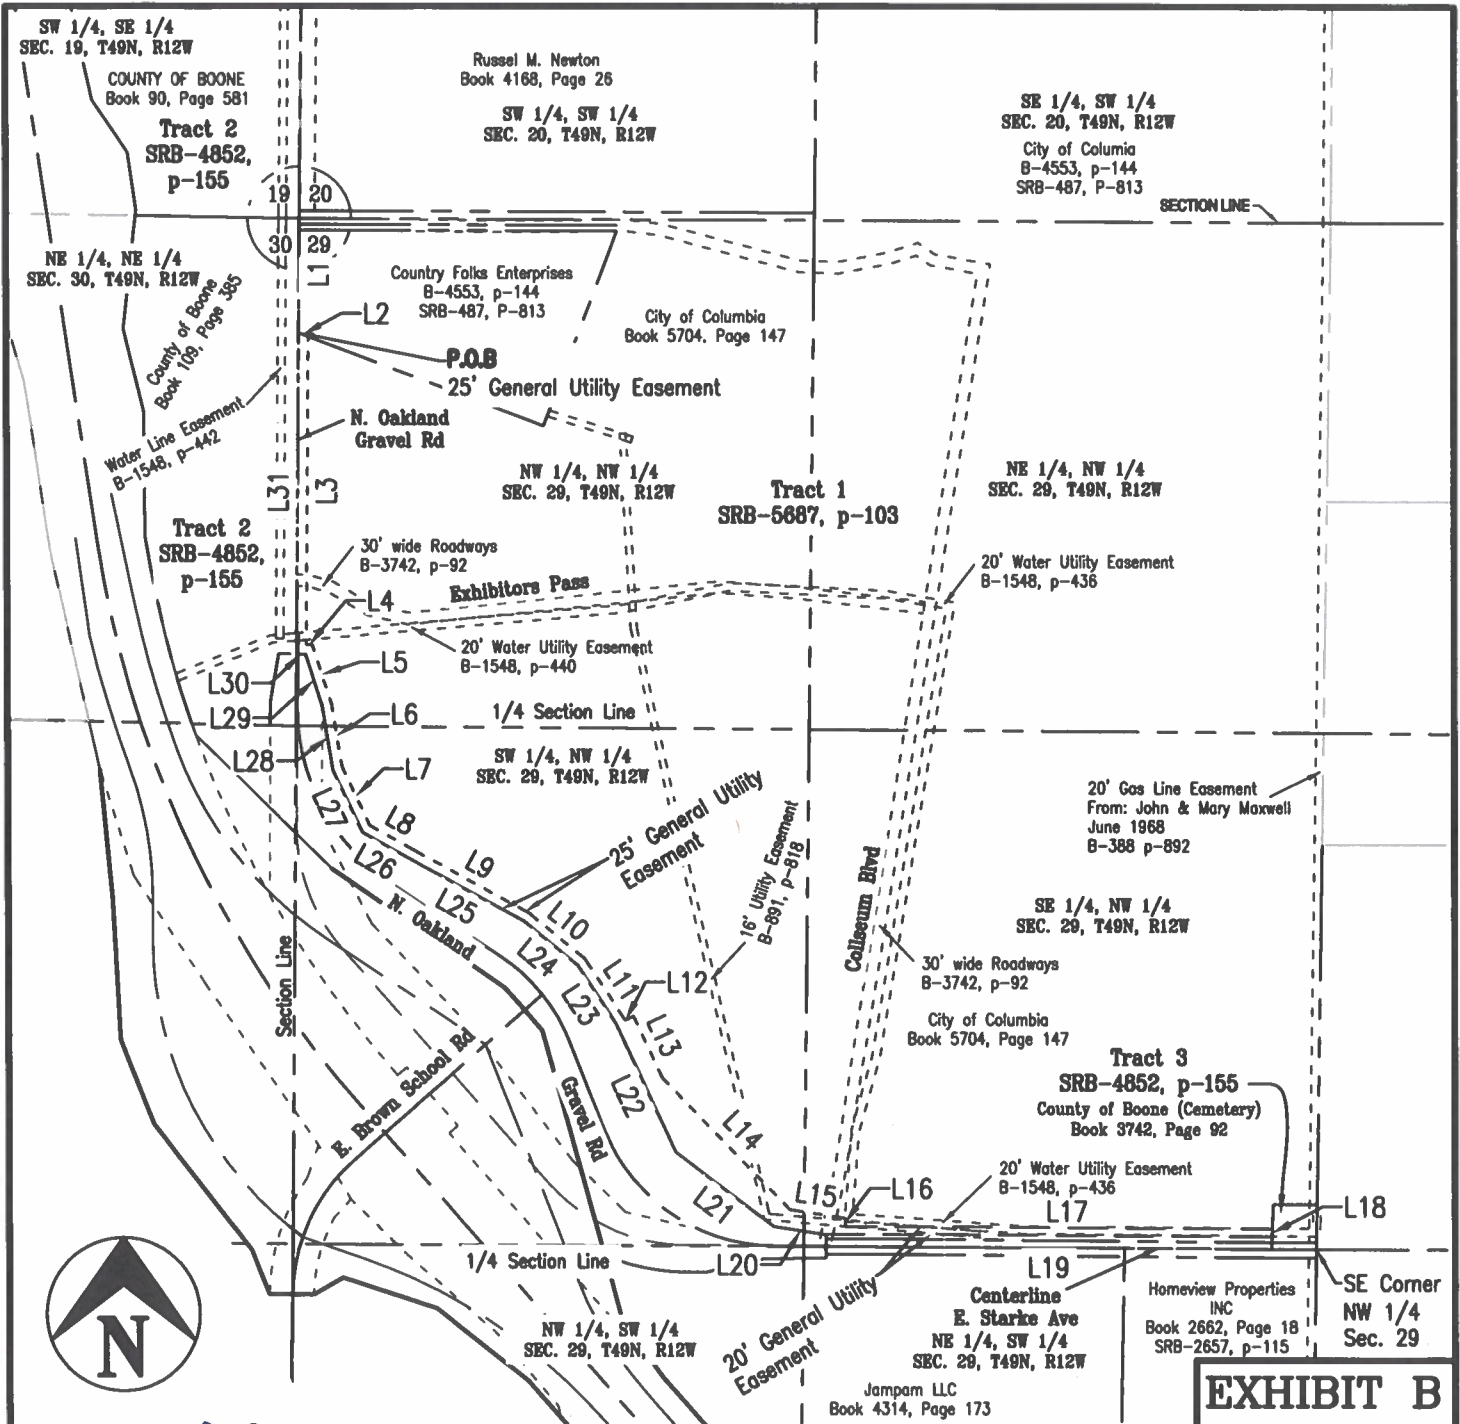 SW 1/4, SE 1/4
SEC. 19, T49N, R12W
COUNTY OF BOONE
Book 90, Page 581
Tract 2
SRB-4852,
p-155
Russel M. Newton
Book 4168, Page 26
SW 1/4, SW 1/4
SEC. 20, T49N, R12W
SE 1/4, SW 1/4
SEC. 20, T49N, R12W
City of Columia
B-4553, p-144
SRB-487, P-813
SECTION LINE
19
20
30
29
NE 1/4, NE 1/4
SEC. 30, T49N, R12W
County of Boone
Book 109, Page 385
L1
Country Folks Enterprises
B-4553, p-144
SRB-487, P-813
L2
City of Columbia
Book 5704, Page 147
P.O.B
25' General Utility Easement
N. Oakland
Gravel Rd
Water Line Easement
B-1548, p-442
L31
L3
NW 1/4, NW 1/4
SEC. 29, T49N, R12W
Tract 1
SRB-5687, p-103
NE 1/4, NW 1/4
SEC. 29, T49N, R12W
Tract 2
SRB-4852,
p-155
30' wide Roadways
B-3742, p-92
Exhibitors Pass
20' Water Utility Easement
B-1548, p-436
L4
20' Water Utility Easement
B-1548, p-440
L5
L30
L29
L6
1/4 Section Line
L28
L7
SW 1/4, NW 1/4
SEC. 29, T49N, R12W
20' Gas Line Easement
From: John & Mary Maxwell
June 1968
B-388 p-892
L27
L8
25' General Utility
Easement
L26
L9
16' Utility Easement
B-891, p-818
Coliseum Blvd
L25
L10
N. Oakland
SE 1/4, NW 1/4
SEC. 29, T49N, R12W
Section Line
L24
L11
L12
L23
30' wide Roadways
B-3742, p-92
City of Columbia
Book 5704, Page 147
L13
E. Brown School Rd
Gravel Rd
L22
L14
Tract 3
SRB-4852, p-155
County of Boone (Cemetery)
Book 3742, Page 92
20' Water Utility Easement
B-1548, p-436
L15
L16
L17
L18
L21
1/4 Section Line
L20
L19
Centerline
E. Starke Ave
20' General Utility
Easement
NW 1/4, SW 1/4
SEC. 29, T49N, R12W
NE 1/4, SW 1/4
SEC. 29, T49N, R12W
Homeview Properties
INC
Book 2662, Page 18
SRB-2657, p-115
SE Corner
NW 1/4
Sec. 29
Jampam LLC
Book 4314, Page 173
N
EXHIBIT B